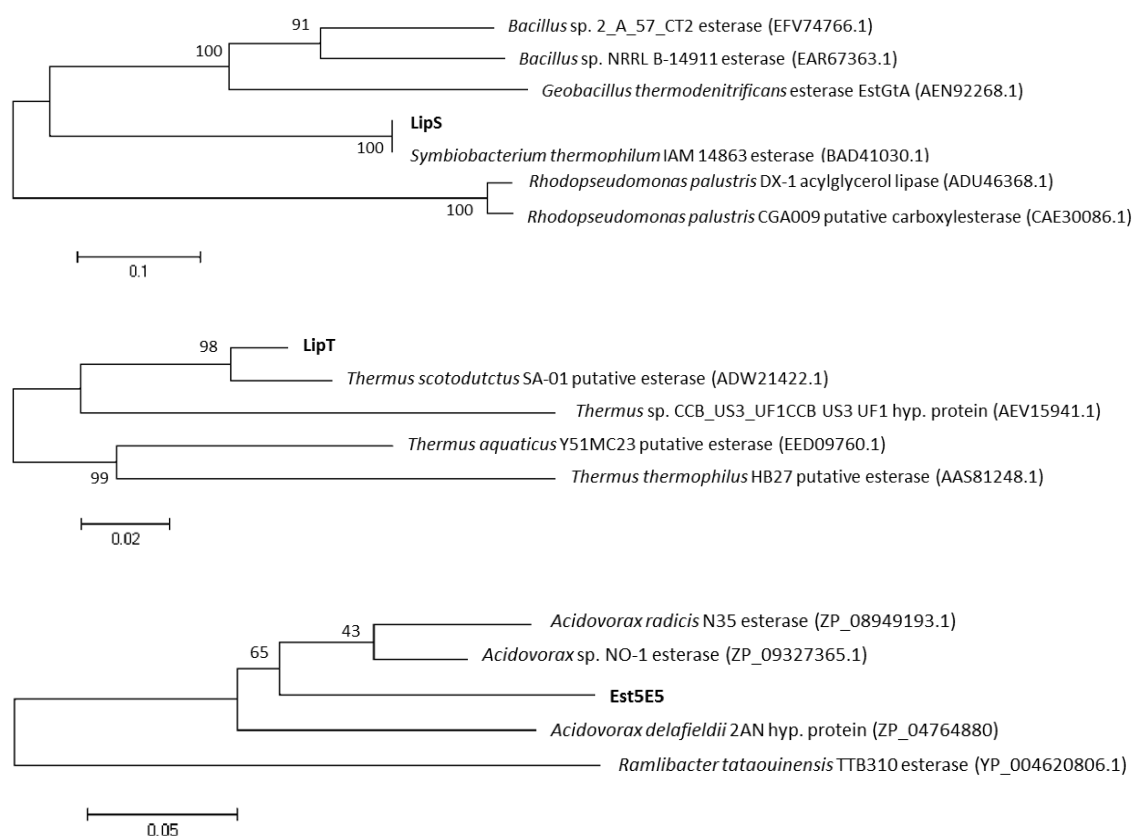 91
Bacillus sp. 2_A_57_CT2 esterase (EFV74766.1)
100
Bacillus sp. NRRL B-14911 esterase (EAR67363.1)
Geobacillus thermodenitrificans esterase EstGtA (AEN92268.1)
LipS
100
Symbiobacterium thermophilum IAM 14863 esterase (BAD41030.1)
Rhodopseudomonas palustris DX-1 acylglycerol lipase (ADU46368.1)
100
Rhodopseudomonas palustris CGA009 putative carboxylesterase (CAE30086.1)
0.1
98
LipT
Thermus scotodutctus SA-01 putative esterase (ADW21422.1)
Thermus sp. CCB_US3_UF1CCB US3 UF1 hyp. protein (AEV15941.1)
Thermus aquaticus Y51MC23 putative esterase (EED09760.1)
99
Thermus thermophilus HB27 putative esterase (AAS81248.1)
0.02
Acidovorax radicis N35 esterase (ZP_08949193.1)
43
65
Acidovorax sp. NO-1 esterase (ZP_09327365.1)
Est5E5
Acidovorax delafieldii 2AN hyp. protein (ZP_04764880)
Ramlibacter tataouinensis TTB310 esterase (YP_004620806.1)
0.05